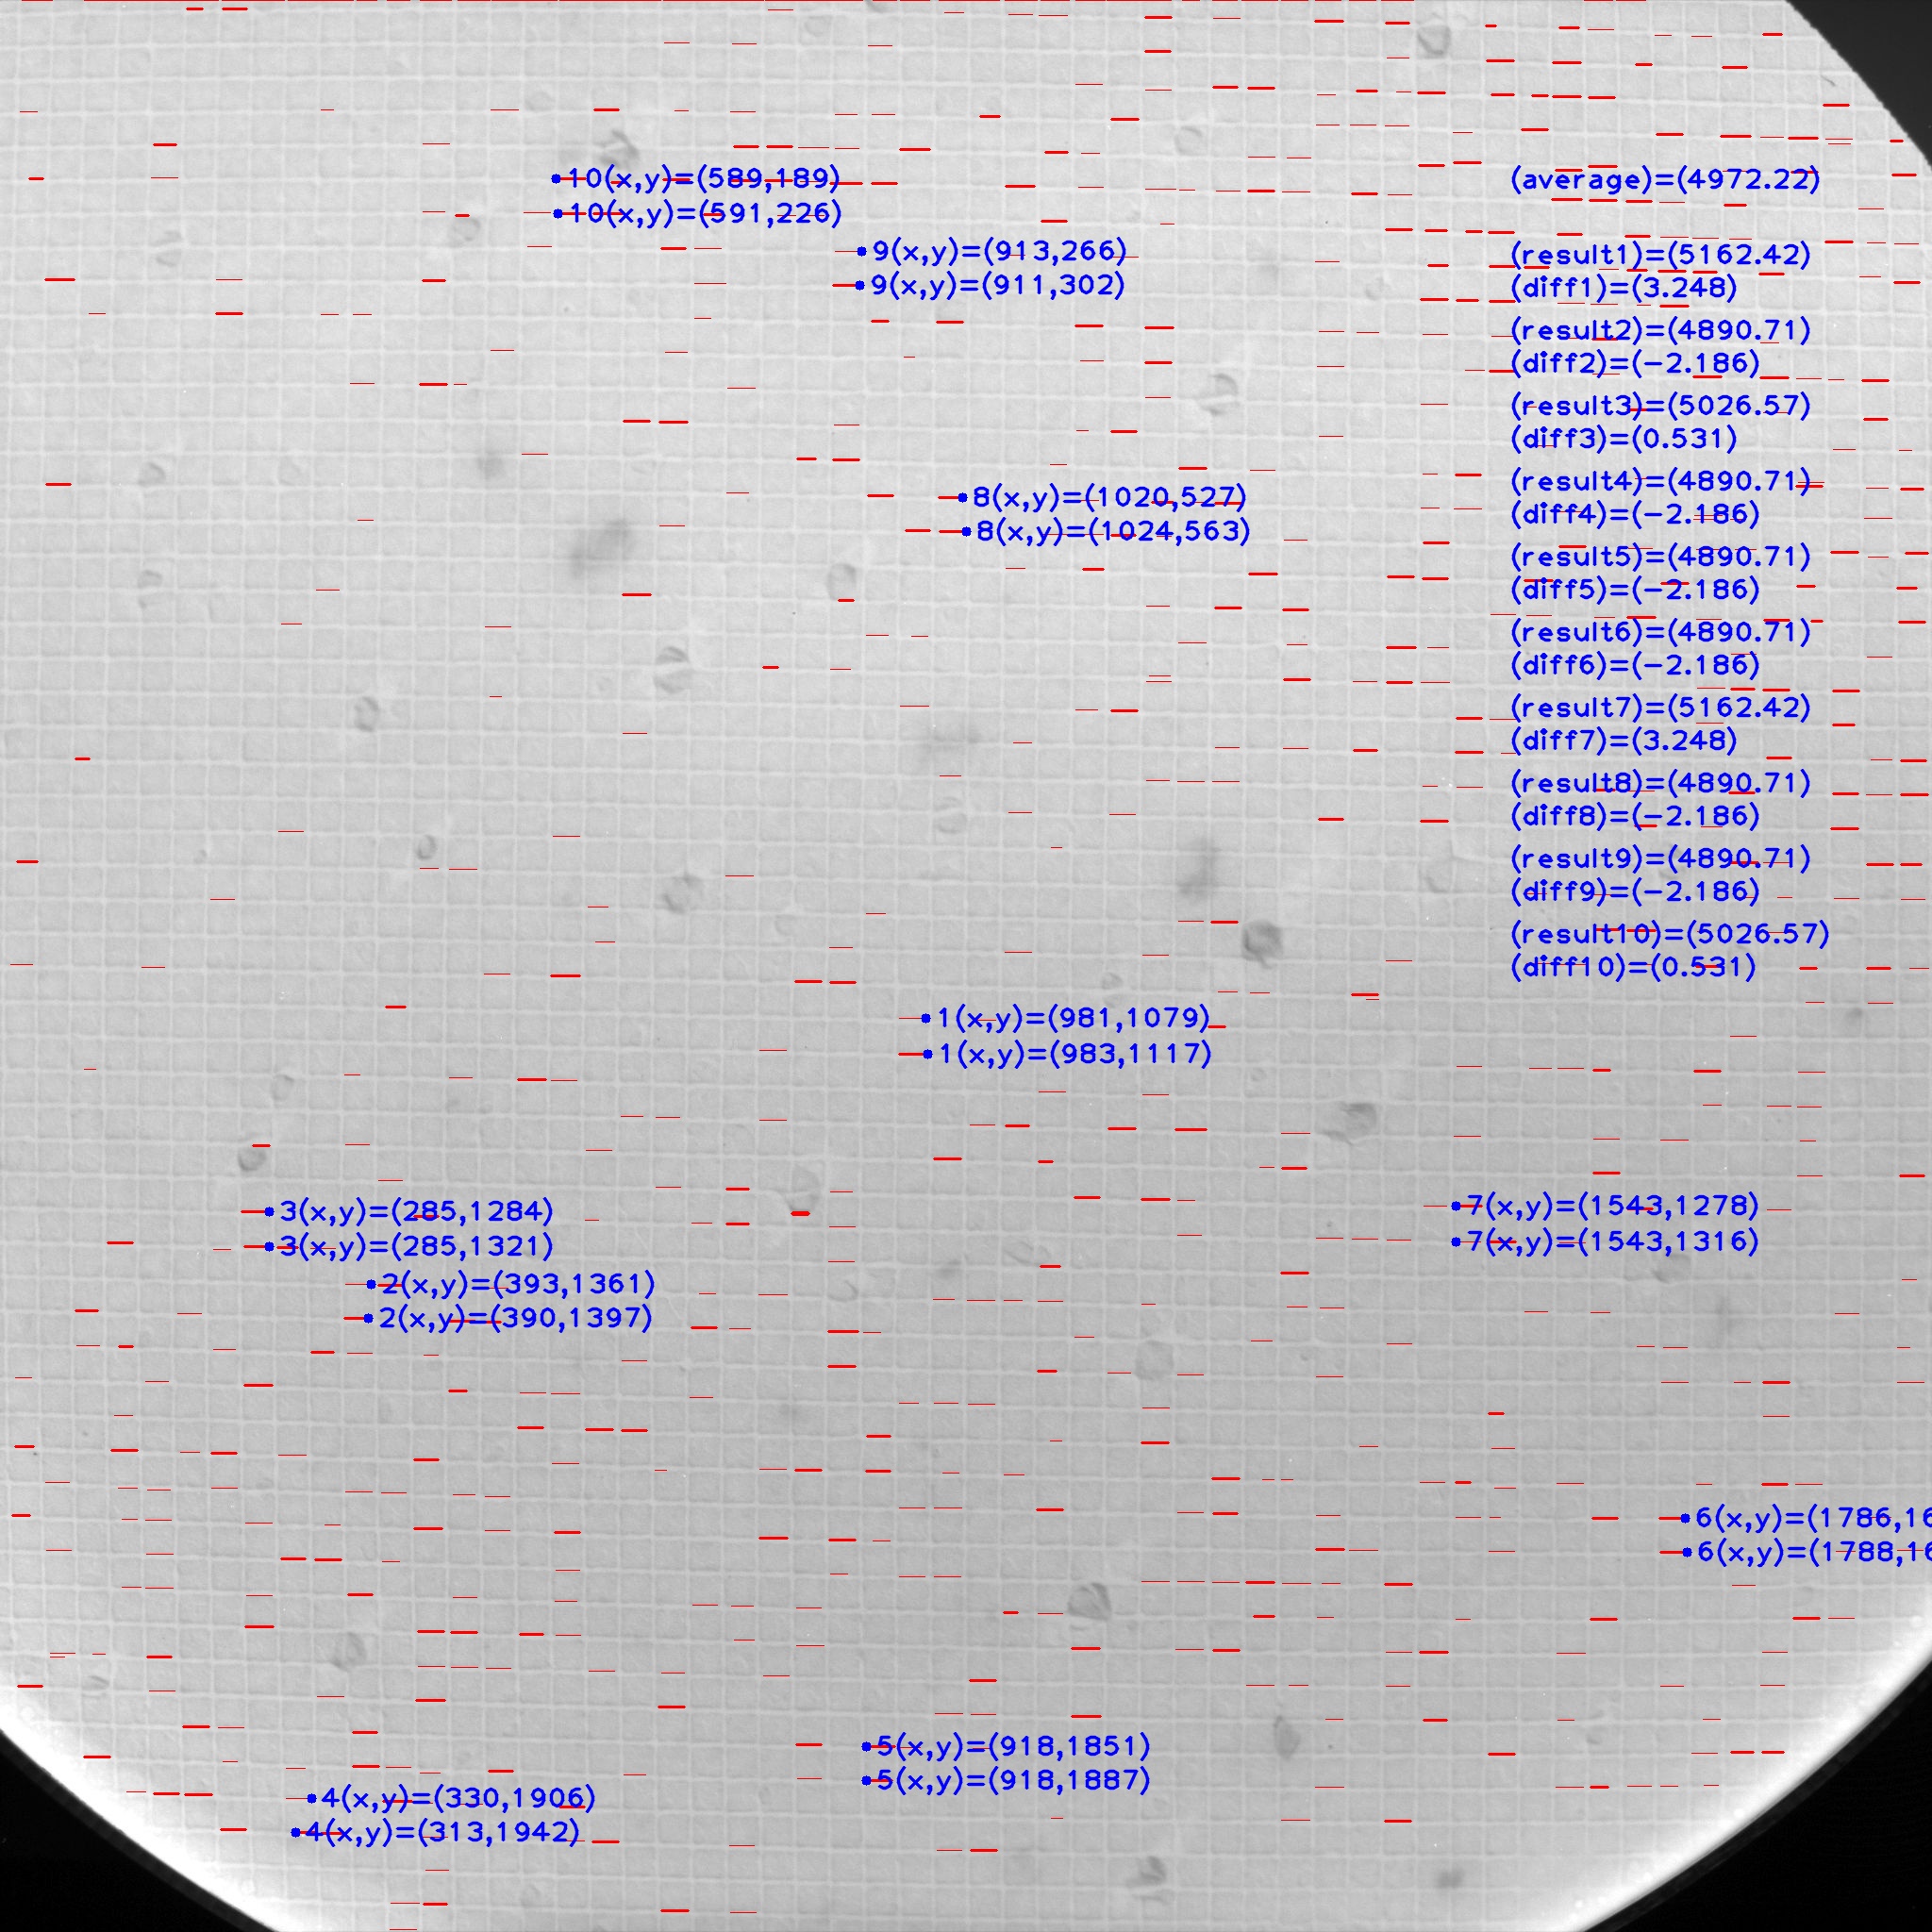 10(x,y)=(589,189)
10(x,y)=(591,226)
9(x,y)=(913,266)
9(x,y)=(911,302)
8(x,y)=(1020,527)
8(x,y)=(1024,563)
1(x,y)=(981,1079)
1(x,y)=(983,1117)
3(x,y)=(285,1284)
3(x,y)=(285,1321)
2(x,y)=(393,1361)
2(x,y)=(390,1397)
7(x,y)=(1543,1278)
7(x,y)=(1543,1316)
6(x,y)=(1786,16
6(x,y)=(1788,16
5(x,y)=(918,1851)
5(x,y)=(918,1887)
4(x,y)=(330,1906)
4(x,y)=(313,1942)
(average)=(4972.22)
(result1)=(5162.42)
(diff1)=(3.248)
(result2)=(4890.71)
(diff2)=(-2.186)
(result3)=(5026.57)
(diff3)=(0.531)
(result4)=(4890.71)
(diff4)=(-2.186)
(result5)=(4890.71)
(diff5)=(-2.186)
(result6)=(4890.71)
(diff6)=(-2.186)
(result7)=(5162.42)
(diff7)=(3.248)
(result8)=(4890.71)
(diff8)=(-2.186)
(result9)=(4890.71)
(diff9)=(-2.186)
(result10)=(5026.57)
(diff10)=(0.531)